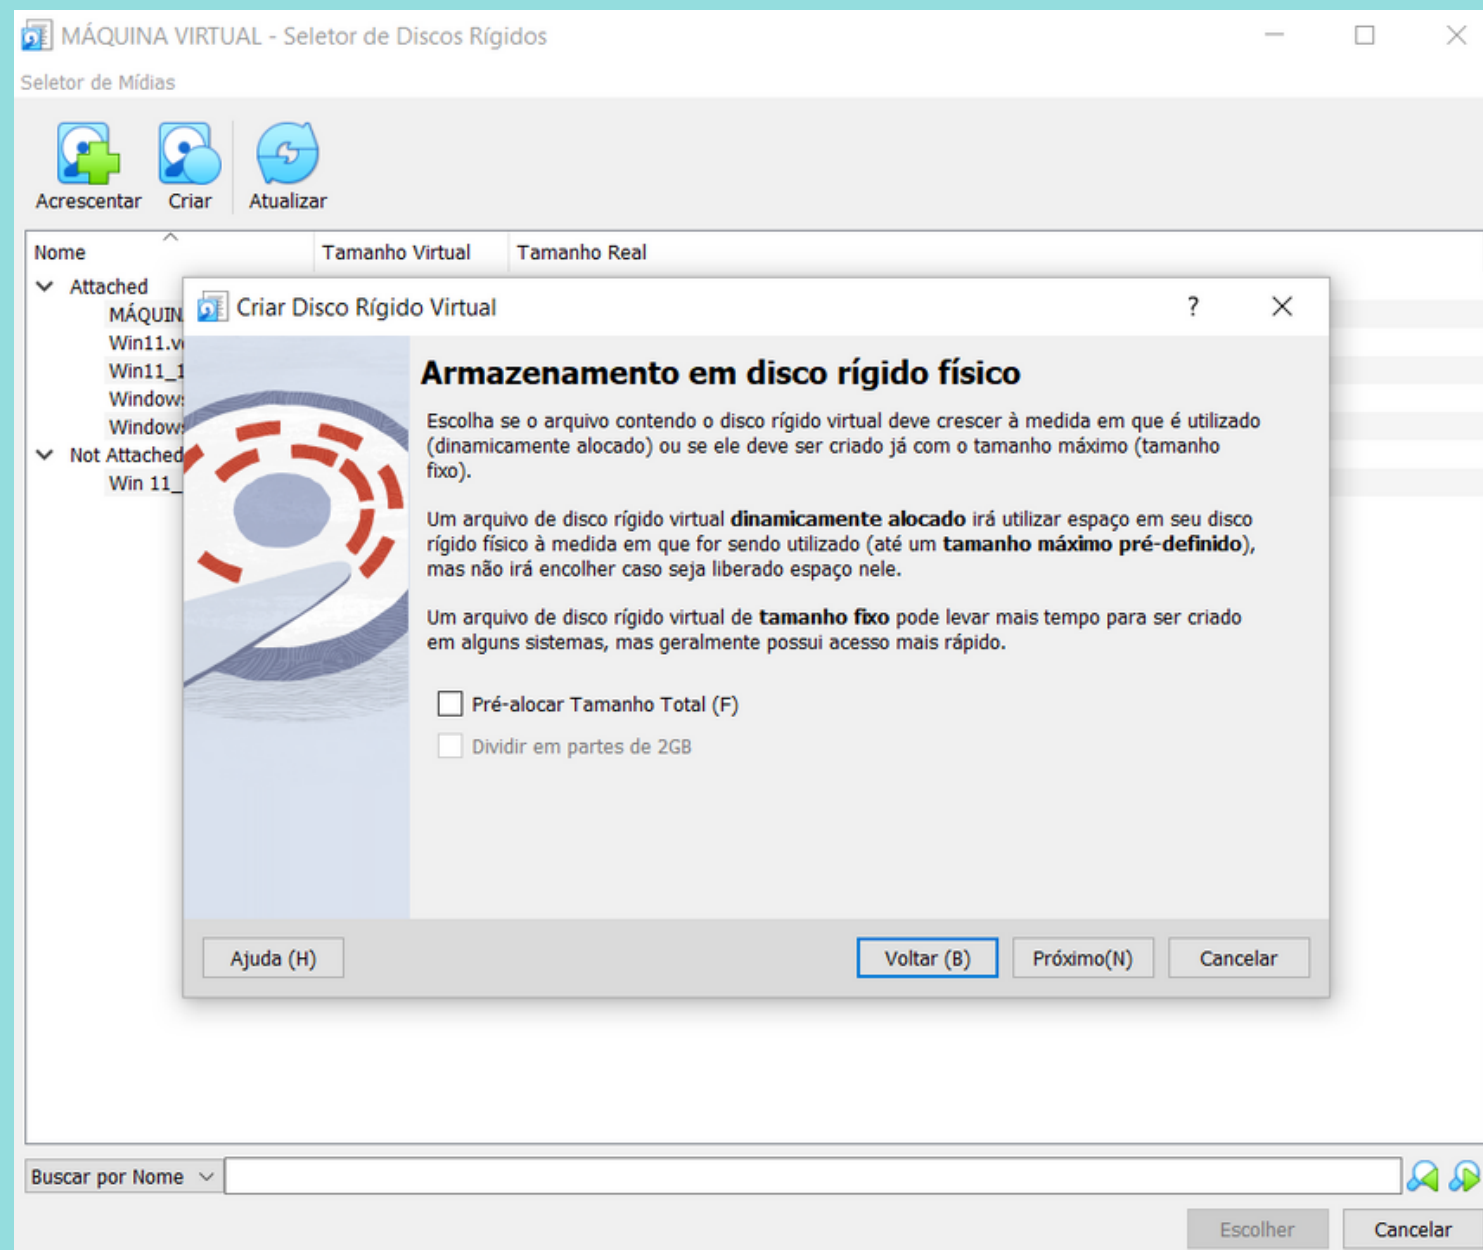 MÁQUINA VIRTUAL - Seletor de Discos Rígidos
Seletor de Mídias
Acrescentar Criar Atualizar
Nome Tamanho Virtual Tamanho Real
Attached
Criar Disco Rígido Virtual ?
Armazenamento em disco rígido físico
Escolha se o arquivo contendo o disco rígido virtual deve crescer à medida em que é utilizado
(dinamicamente alocado) ou se ele deve ser criado já com o tamanho máximo (tamanho
fixo).
Um arquivo de disco rígido virtual dinamicamente alocado irá utilizar espaço em seu disco
rígido físico à medida em que for sendo utilizado (até um tamanho máximo pré-definido),
mas não irá encolher caso seja liberado espaço nele.
Um arquivo de disco rígido virtual de tamanho fixo pode levar mais tempo para ser criado
em alguns sistemas, mas geralmente possui acesso mais rápido.
Pré-alocar Tamanho Total (F)
Dividir em partes de 2GB
Not Attached
Win 11_
Ajuda (H) Voltar (B) Próximo(N) Cancelar
Buscar por Nome
Escolher Cancelar